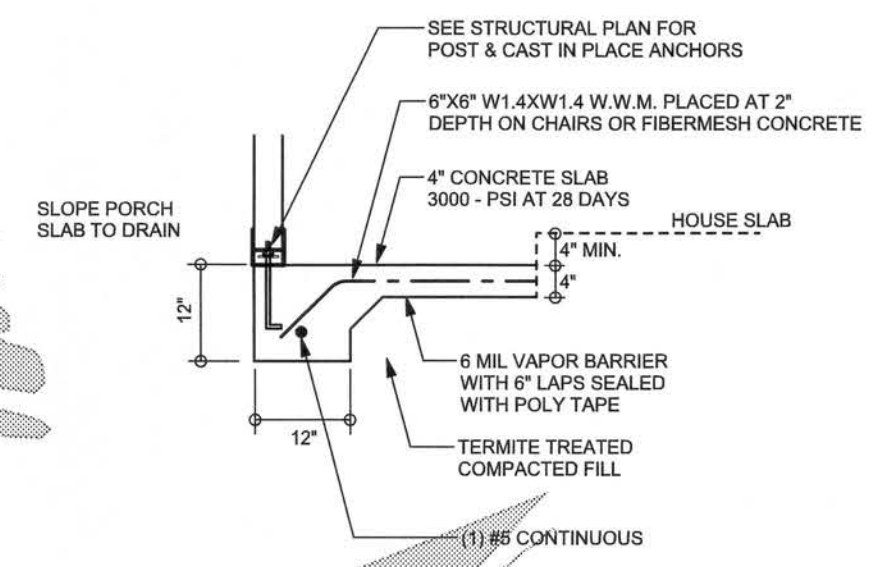 SEE STRUCTURAL PLAN FOR
POST & CAST IN PLACE ANCHORS
6"X6" W1.4XW1.4 W.W.M. PLACED AT 2"
DEPTH ON CHAIRS OR FIBERMESH CONCRETE
4" CONCRETE SLAB
3000 - PSI AT 28 DAYS
SLOPE PORCH
SLAB TO DRAIN
HOUSE SLAB
4" MIN.
4"
12"
6 MIL VAPOR BARRIER
WITH 6" LAPS SEALED
WITH POLY TAPE
12"
TERMITE TREATED
COMPACTED FILL
(1) #5 CONTINUOUS